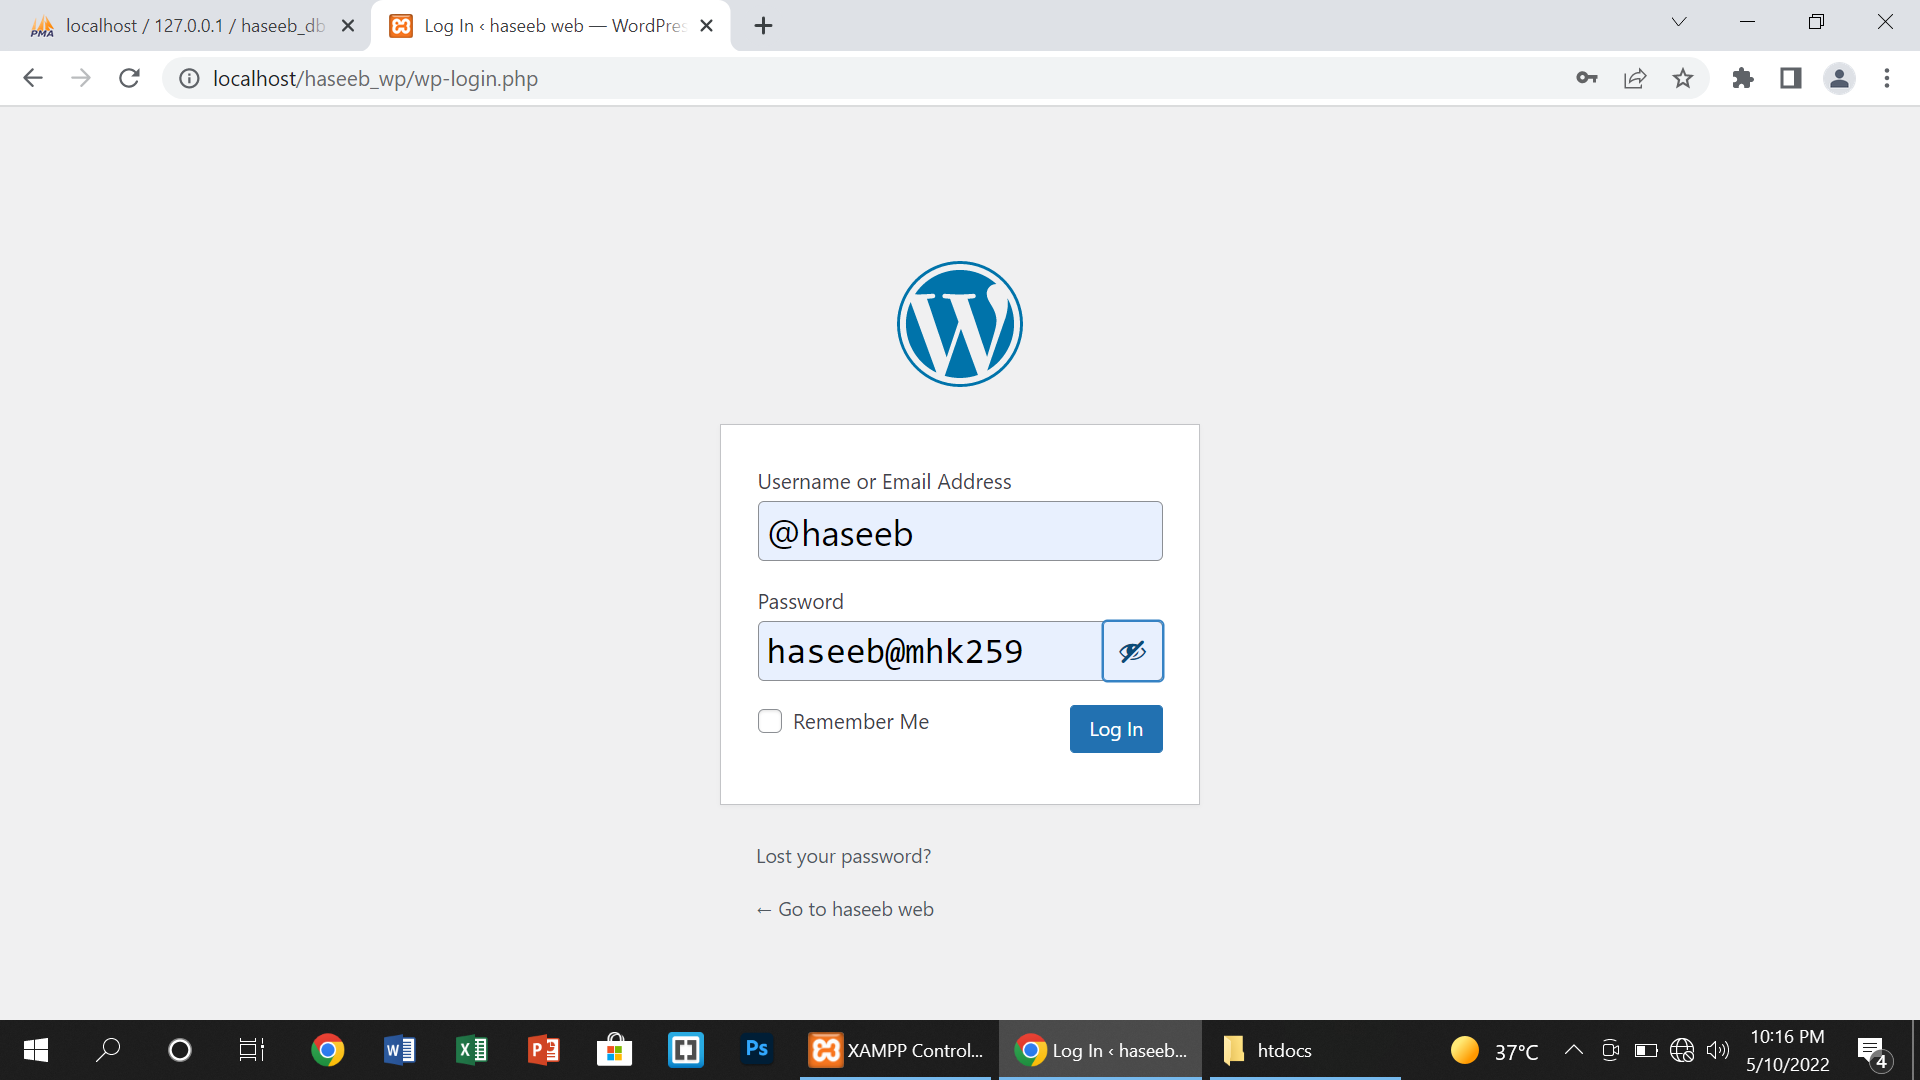 localhost / 127.0.0.1 / haseeb_db
Log In ‹ haseeb web — WordPres
localhost/haseeb_wp/wp-login.php
Username or Email Address
@haseeb
Password
haseeb@mhk259
Remember Me
Log In
Lost your password?
← Go to haseeb web
XAMPP Control...
Log In ‹ haseeb...
htdocs
37°C
10:16 PM
5/10/2022
4